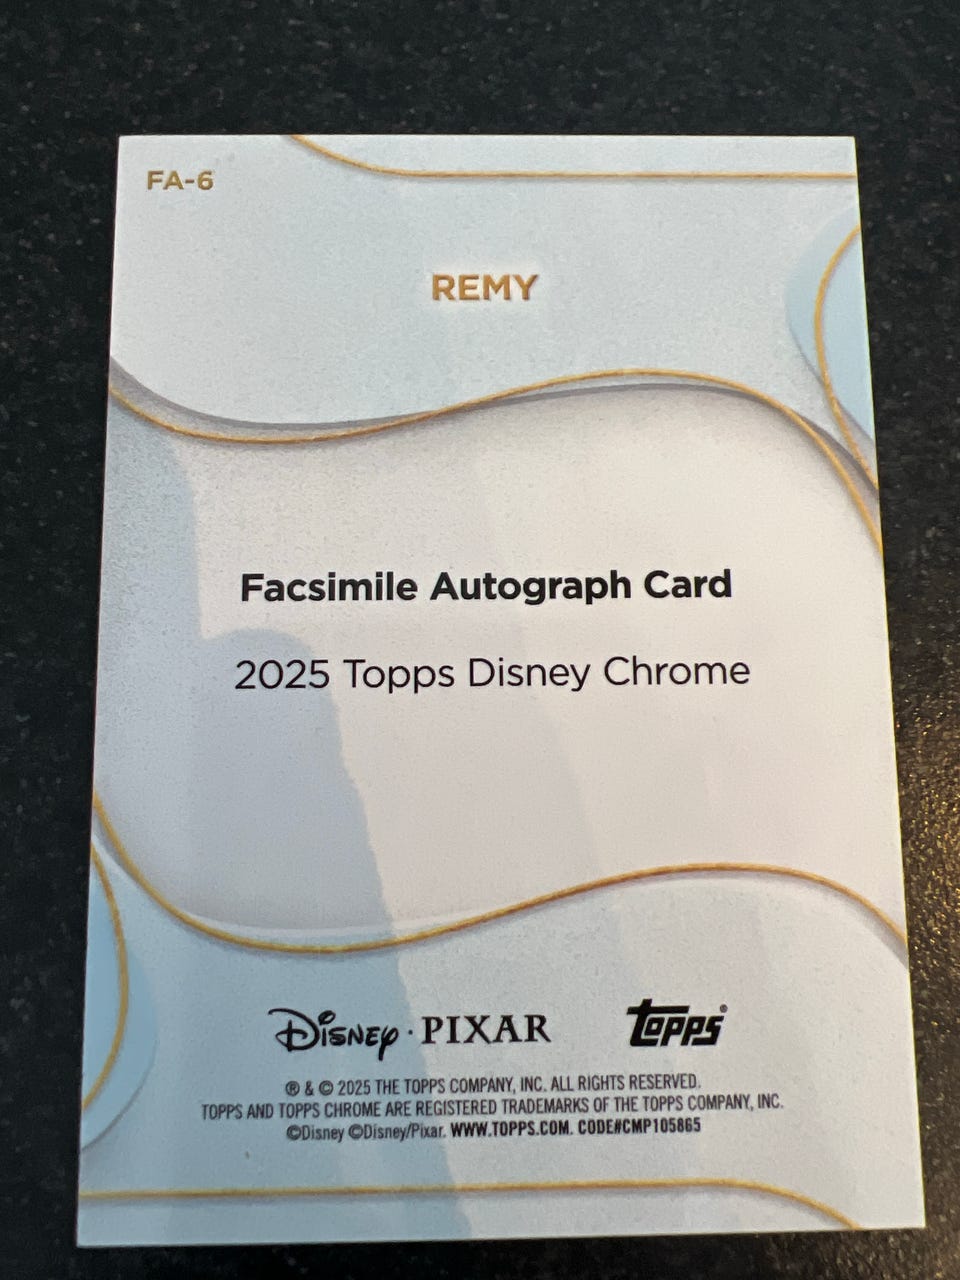 FA-6
REMY
Facsimile Autograph Card
2025 Topps Disney Chrome
Disney · PIXAR
topps®
® & © 2025 THE TOPPS COMPANY, INC. ALL RIGHTS RESERVED.
TOPPS AND TOPPS CHROME ARE REGISTERED TRADEMARKS OF THE TOPPS COMPANY, INC.
©Disney ©Disney/Pixar. WWW.TOPPS.COM. CODE#CMP105865